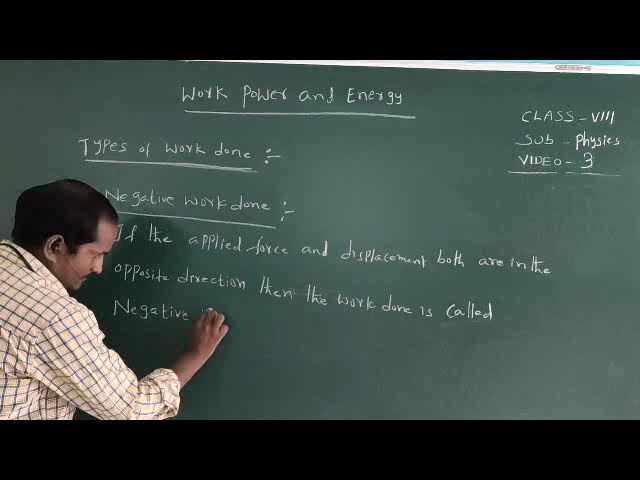 Work Power and Energy
CLASS - VIII
SUB - Physics
VIDEO - 3
Types of work done :-
Negative work done :-
If the applied force and displacement both are in the
opposite direction then the work done is called
Negative